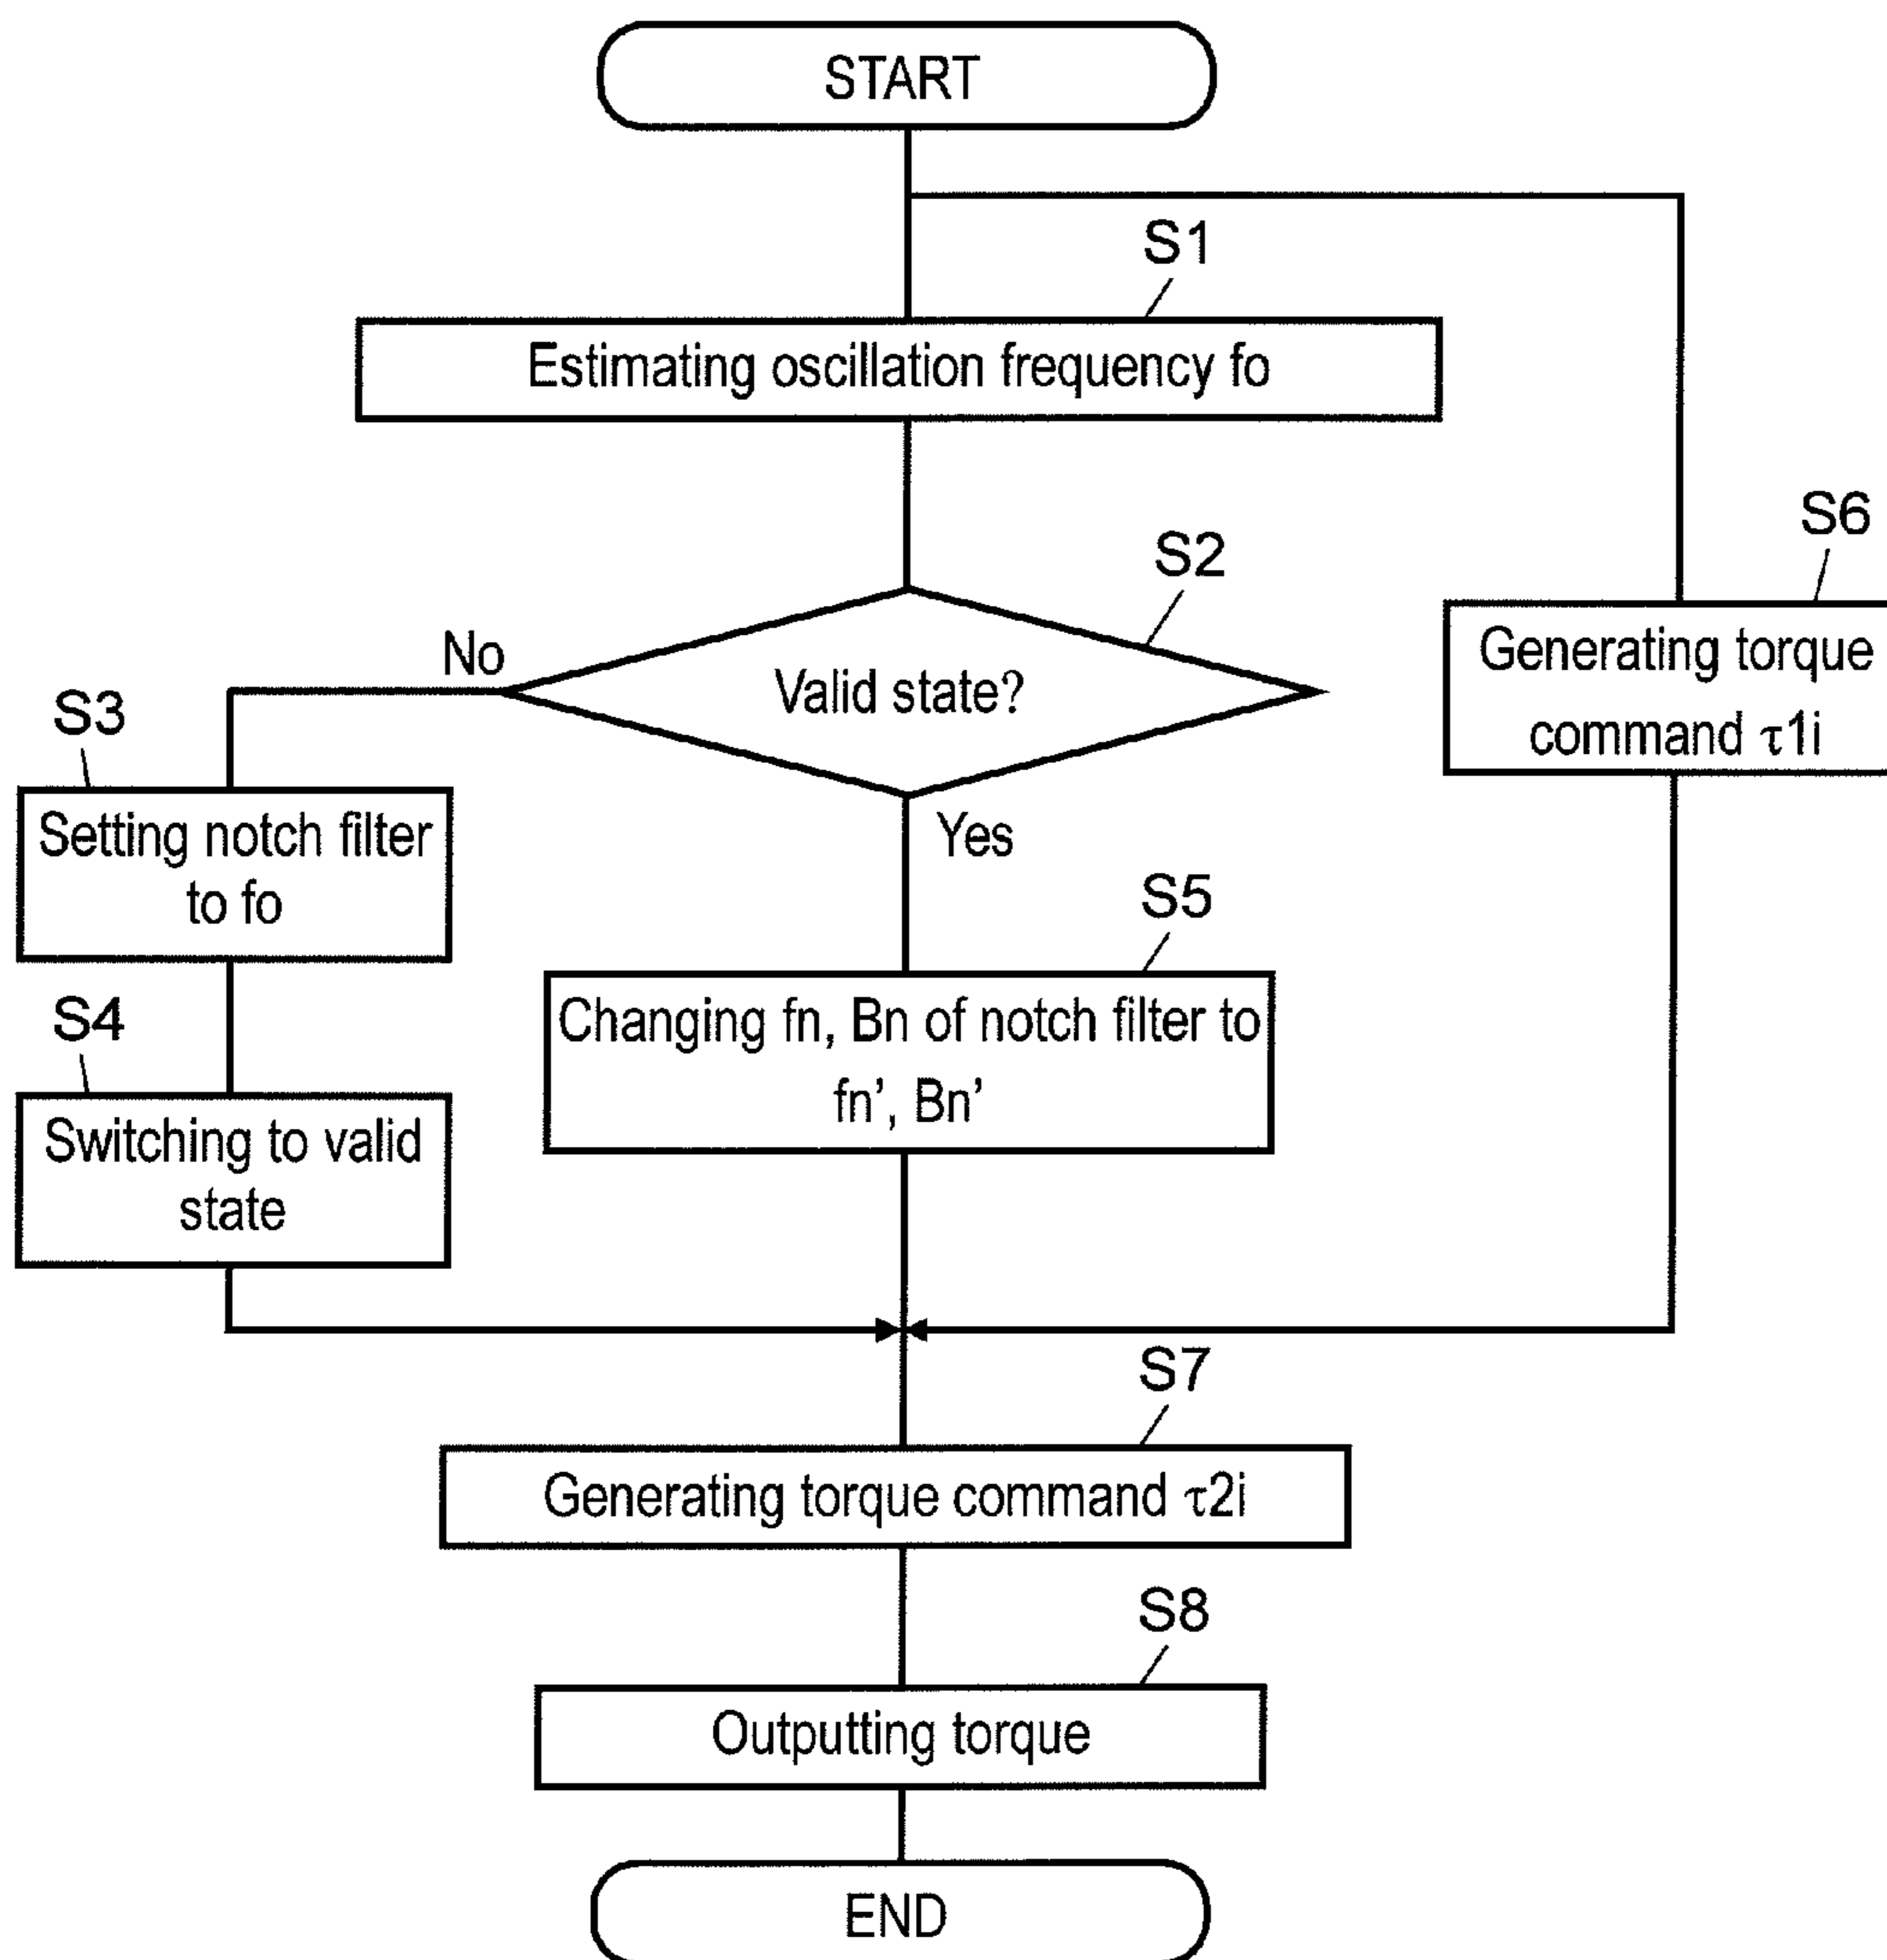 START
S1
Estimating oscillation frequency fo
S2
S6
No
Valid state?
Generating torque
command τ1i
S3
Yes
Setting notch filter
to fo
S5
S4
Changing fn, Bn of notch filter to
fn’, Bn’
Switching to valid
state
S7
Generating torque command τ2i
S8
Outputting torque
END